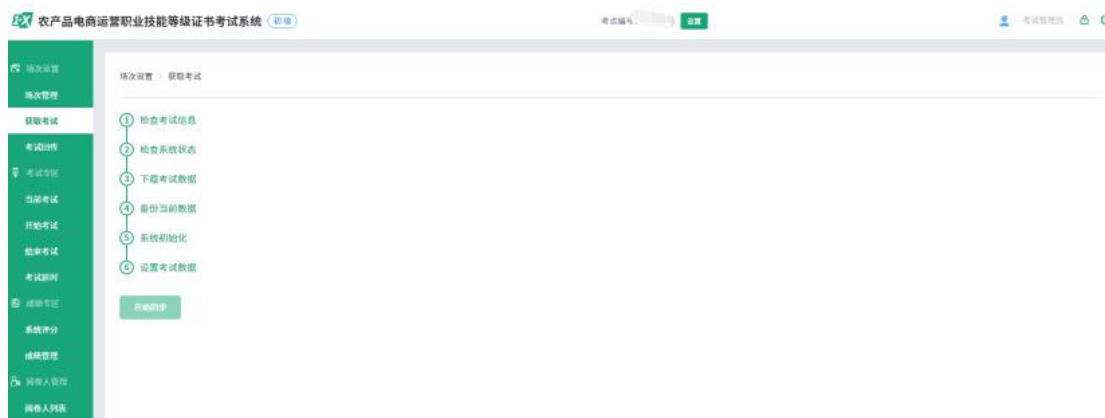 农产品电商运营职业技能等级证书考试系统 初级
考点编号: 设置
考试管理员
场次设置
场次管理
获取考试
考试回传
考试专区
当前考试
开始考试
结束考试
考试延时
成绩专区
系统评分
成绩管理
阅卷人管理
阅卷人列表
场次设置 > 获取考试
1 检查考试信息
2 检查系统状态
3 下载考试数据
4 备份当前数据
5 系统初始化
6 设置考试数据
开始同步